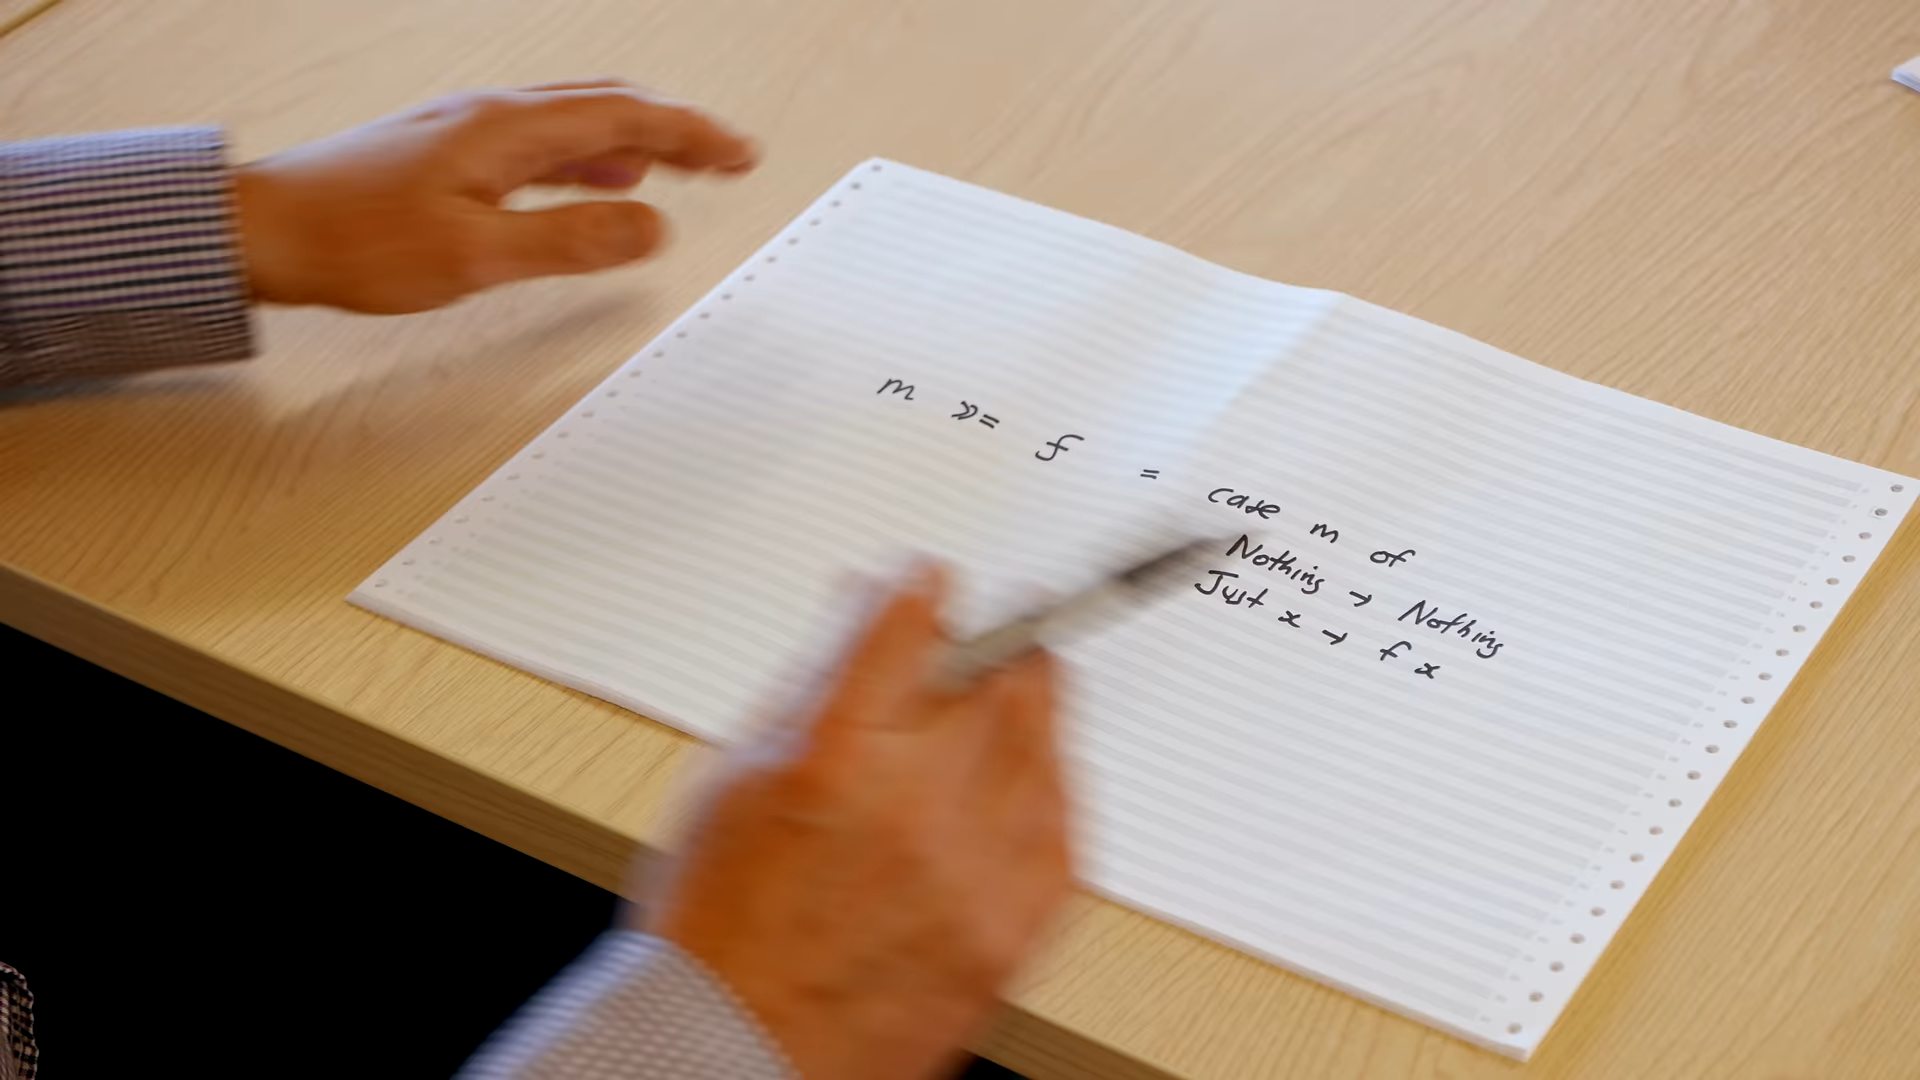 m >>= f = case m of
Nothing → Nothing
Just x → f x